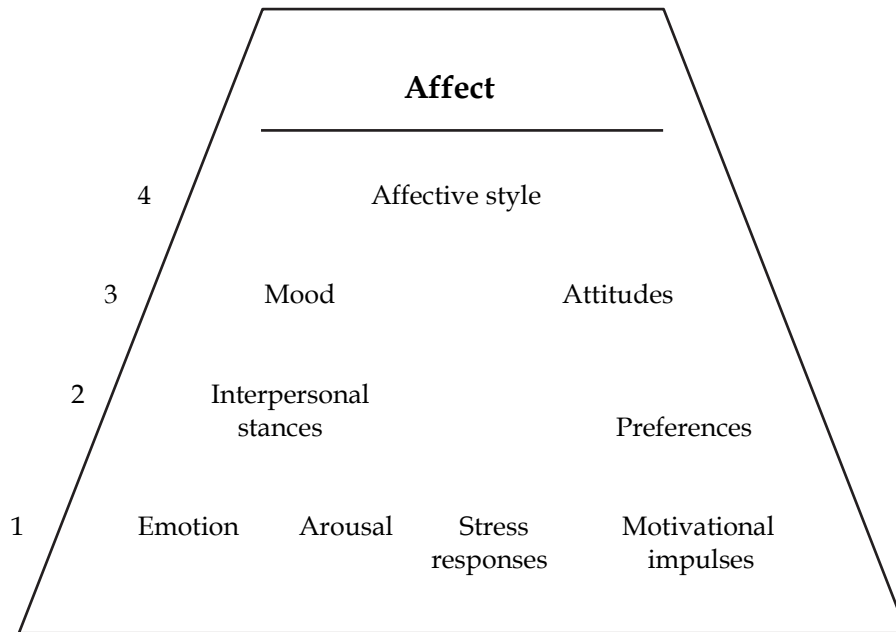 Affect
4 Affective style
3 Mood Attitudes
2 Interpersonal
stances Preferences
1 Emotion Arousal Stress Motivational
responses impulses